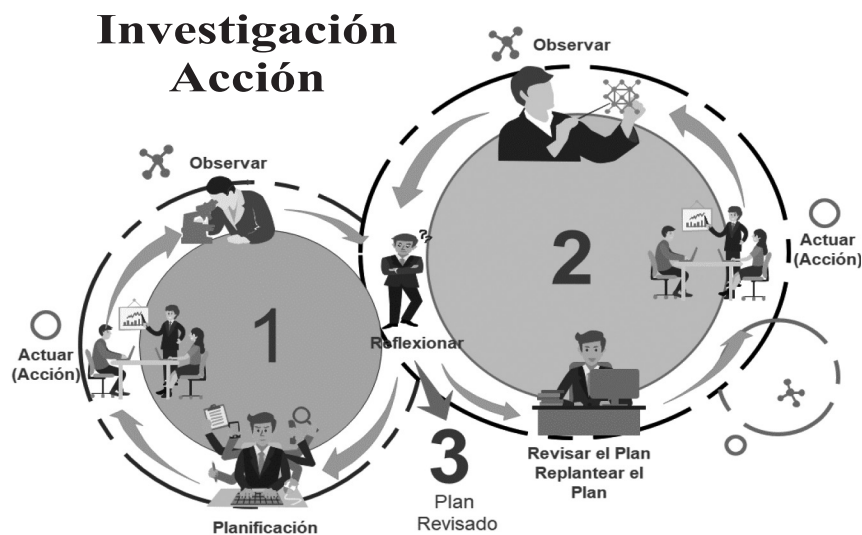 Investigación
Acción
Observar
Observar
1
2
??
Actuar
(Acción)
Actuar
(Acción)
Reflexionar
3
Plan
Revisado
Revisar el Plan
Replantear el
Plan
Planificación